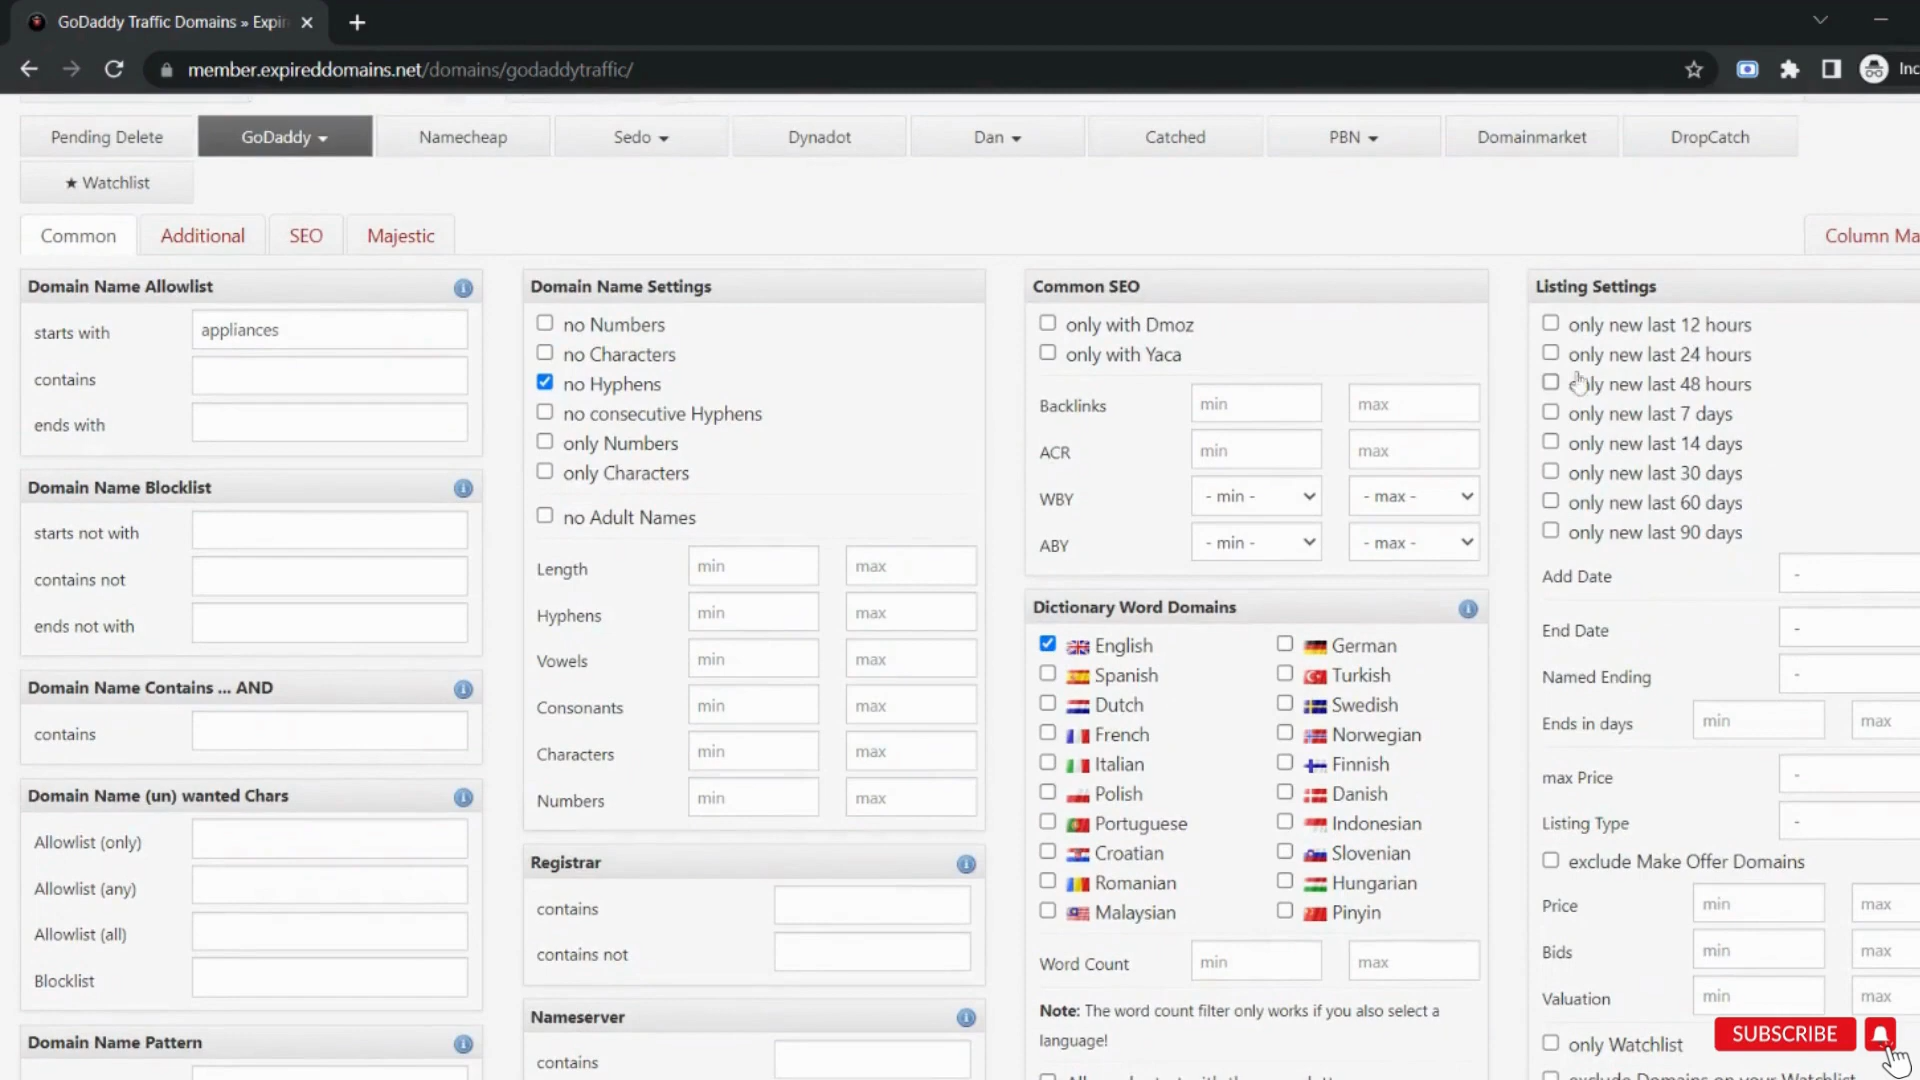 GoDaddy Traffic Domains » Expir
member.expireddomains.net/domains/godaddytraffic/
Inc
Pending Delete
GoDaddy
Namecheap
Sedo
Dynadot
Dan
Catched
PBN
Domainmarket
DropCatch
★ Watchlist
Common
Additional
SEO
Majestic
Column Ma
Domain Name Allowlist
starts with appliances
contains
ends with
Domain Name Blocklist
starts not with
contains not
ends not with
Domain Name Contains ... AND
contains
Domain Name (un) wanted Chars
Allowlist (only)
Allowlist (any)
Allowlist (all)
Blocklist
Domain Name Pattern
Domain Name Settings
no Numbers
no Characters
no Hyphens
no consecutive Hyphens
only Numbers
only Characters
no Adult Names
Length min max
Hyphens min max
Vowels min max
Consonants min max
Characters min max
Numbers min max
Registrar
contains
contains not
Nameserver
contains
Common SEO
only with Dmoz
only with Yaca
Backlinks min max
ACR min max
WBY - min - - max -
ABY - min - - max -
Dictionary Word Domains
English German
Spanish Turkish
Dutch Swedish
French Norwegian
Italian Finnish
Polish Danish
Portuguese Indonesian
Croatian Slovenian
Romanian Hungarian
Malaysian Pinyin
Word Count min max
Note: The word count filter only works if you also select a
language!
Listing Settings
only new last 12 hours
only new last 24 hours
only new last 48 hours
only new last 7 days
only new last 14 days
only new last 30 days
only new last 60 days
only new last 90 days
Add Date -
End Date -
Named Ending -
Ends in days min max
max Price -
Listing Type -
exclude Make Offer Domains
Price min max
Bids min max
Valuation min max
SUBSCRIBE
only Watchlist
exclude Domains on your Watchlist